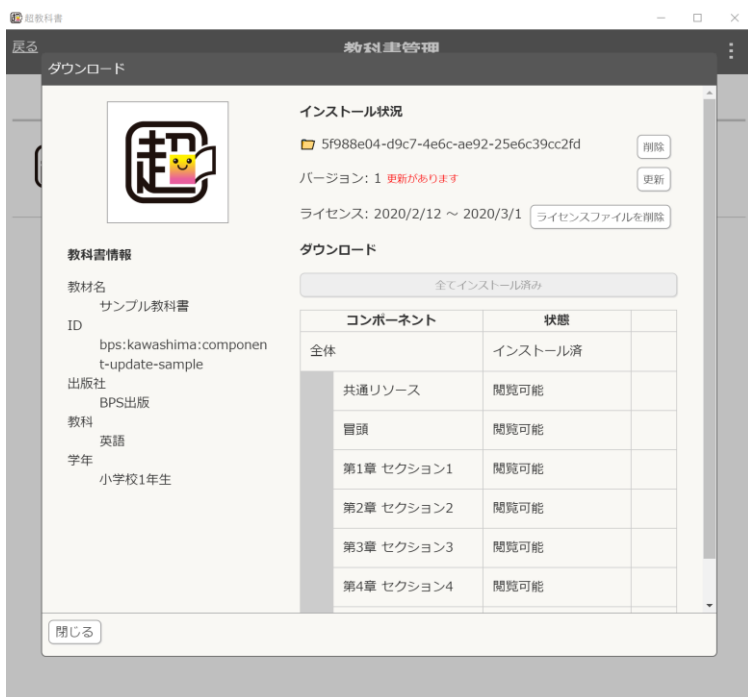 超教科書
戻る
教科書管理
ダウンロード
超
教科書情報
教材名
サンプル教科書
ID
bps:kawashima:componen
t-update-sample
出版社
BPS出版
教科
英語
学年
小学校1年生
インストール状況
5f988e04-d9c7-4e6c-ae92-25e6c39cc2fd 削除
バージョン: 1 更新があります 更新
ライセンス: 2020/2/12 ～ 2020/3/1 ライセンスファイルを削除
ダウンロード
全てインストール済み
コンポーネント 状態
全体 インストール済
共通リソース 閲覧可能
冒頭 閲覧可能
第1章 セクション1 閲覧可能
第2章 セクション2 閲覧可能
第3章 セクション3 閲覧可能
第4章 セクション4 閲覧可能
閉じる